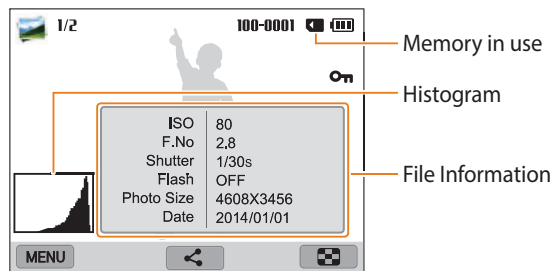 1/2
100-0001
Memory in use
Histogram
ISO 80
F.No 2.8
Shutter 1/30s
Flash OFF
File Information
Photo Size 4608X3456
Date 2014/01/01
MENU